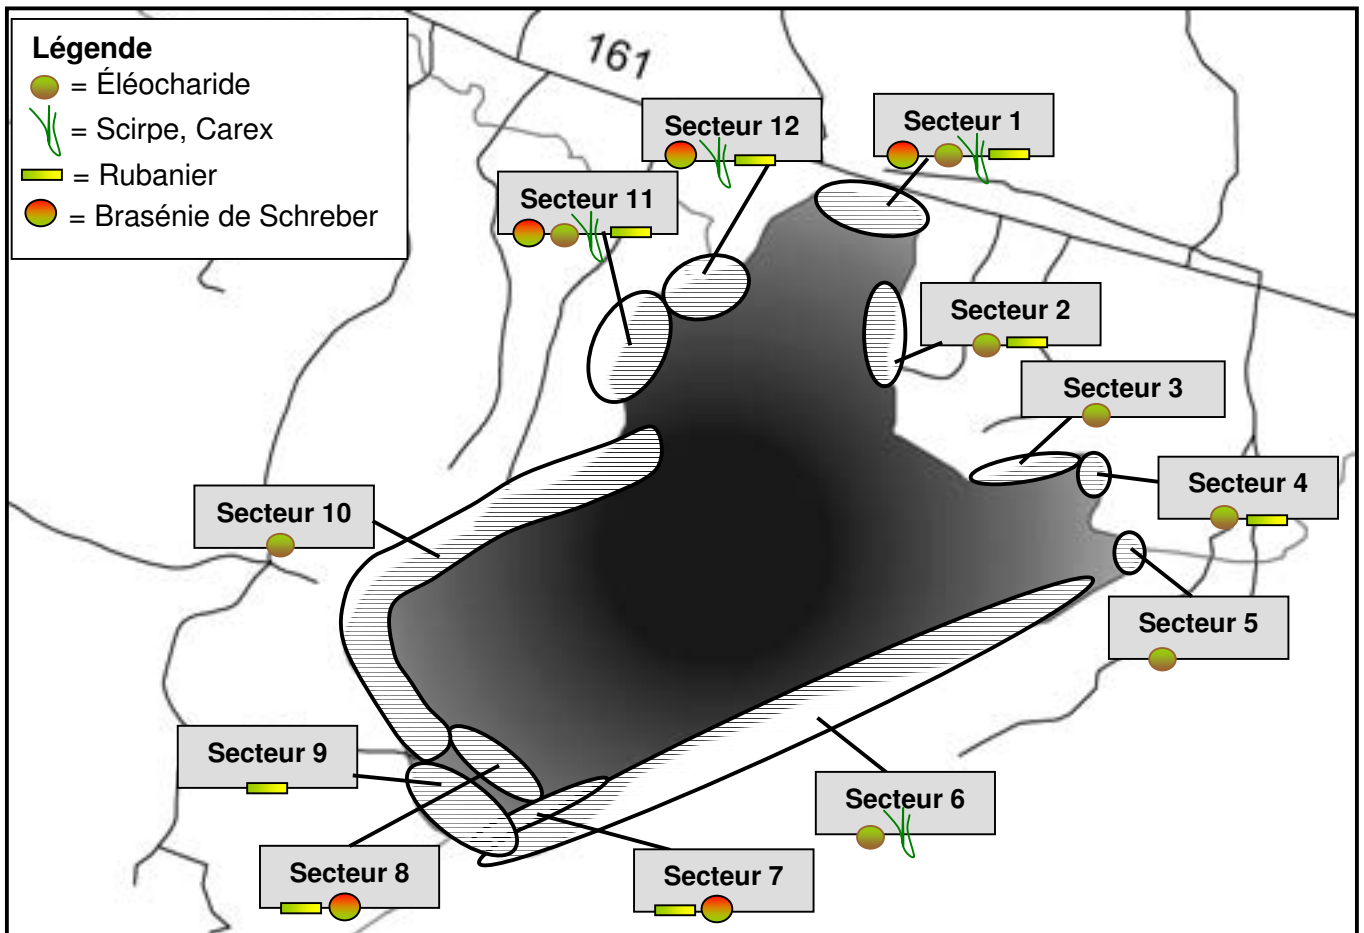 Légende
= Éléocharide
= Scirpe, Carex
= Rubanier
= Brasénie de Schreber
161
Secteur 12
Secteur 1
Secteur 11
Secteur 2
Secteur 3
Secteur 4
Secteur 10
Secteur 5
Secteur 9
Secteur 6
Secteur 8
Secteur 7